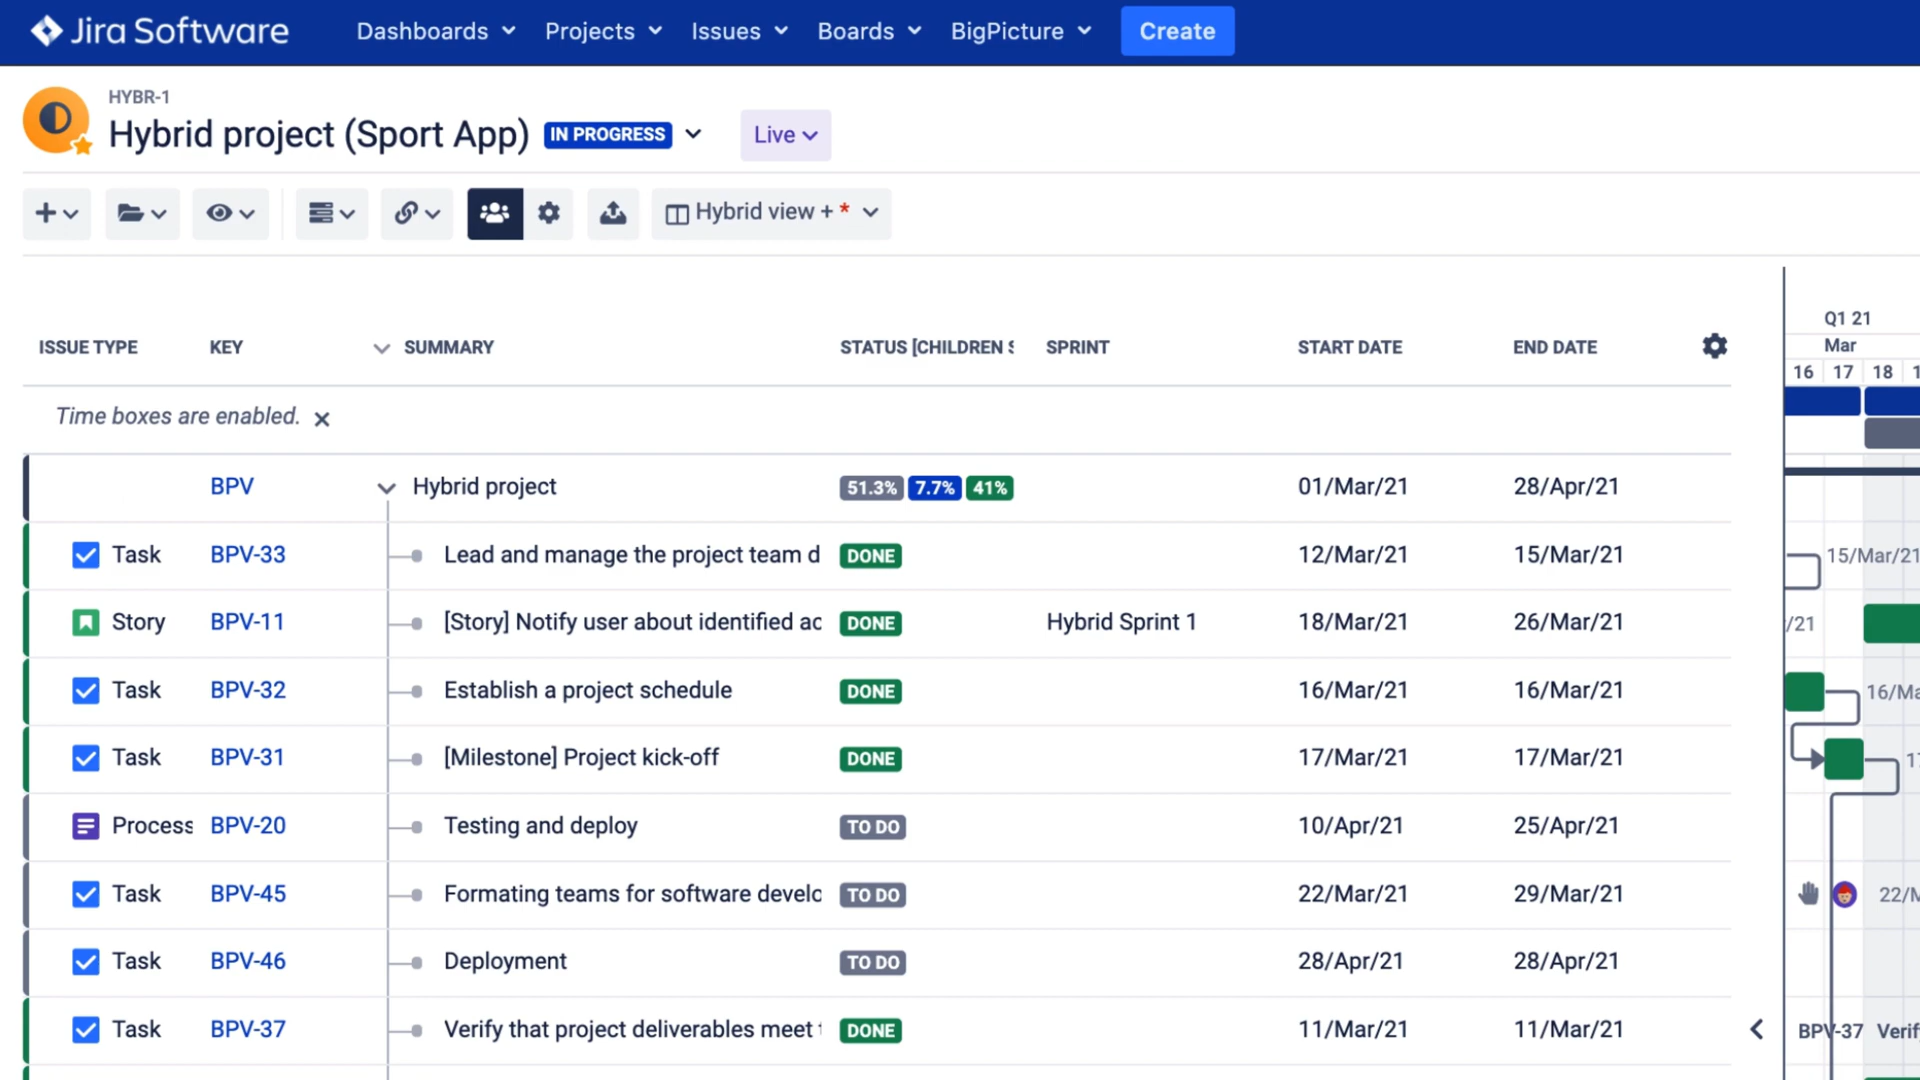 Jira Software Dashboards Projects Issues Boards BigPicture Create
HYBR-1
Hybrid project (Sport App) IN PROGRESS Live
Hybrid view + *
Q1 21
ISSUE TYPE KEY SUMMARY STATUS [CHILDREN S SPRINT START DATE END DATE Mar
16 17 18 1
Time boxes are enabled.
BPV Hybrid project 51.3% 7.7% 41% 01/Mar/21 28/Apr/21
Task BPV-33 Lead and manage the project team d DONE 12/Mar/21 15/Mar/21 15/Mar/21
Story BPV-11 [Story] Notify user about identified ac DONE Hybrid Sprint 1 18/Mar/21 26/Mar/21 /21
Task BPV-32 Establish a project schedule DONE 16/Mar/21 16/Mar/21 16/Ma
Task BPV-31 [Milestone] Project kick-off DONE 17/Mar/21 17/Mar/21 17
Process BPV-20 Testing and deploy TO DO 10/Apr/21 25/Apr/21
Task BPV-45 Formating teams for software develo TO DO 22/Mar/21 29/Mar/21 22/M
Task BPV-46 Deployment TO DO 28/Apr/21 28/Apr/21
Task BPV-37 Verify that project deliverables meet t DONE 11/Mar/21 11/Mar/21 BPV-37 Verif